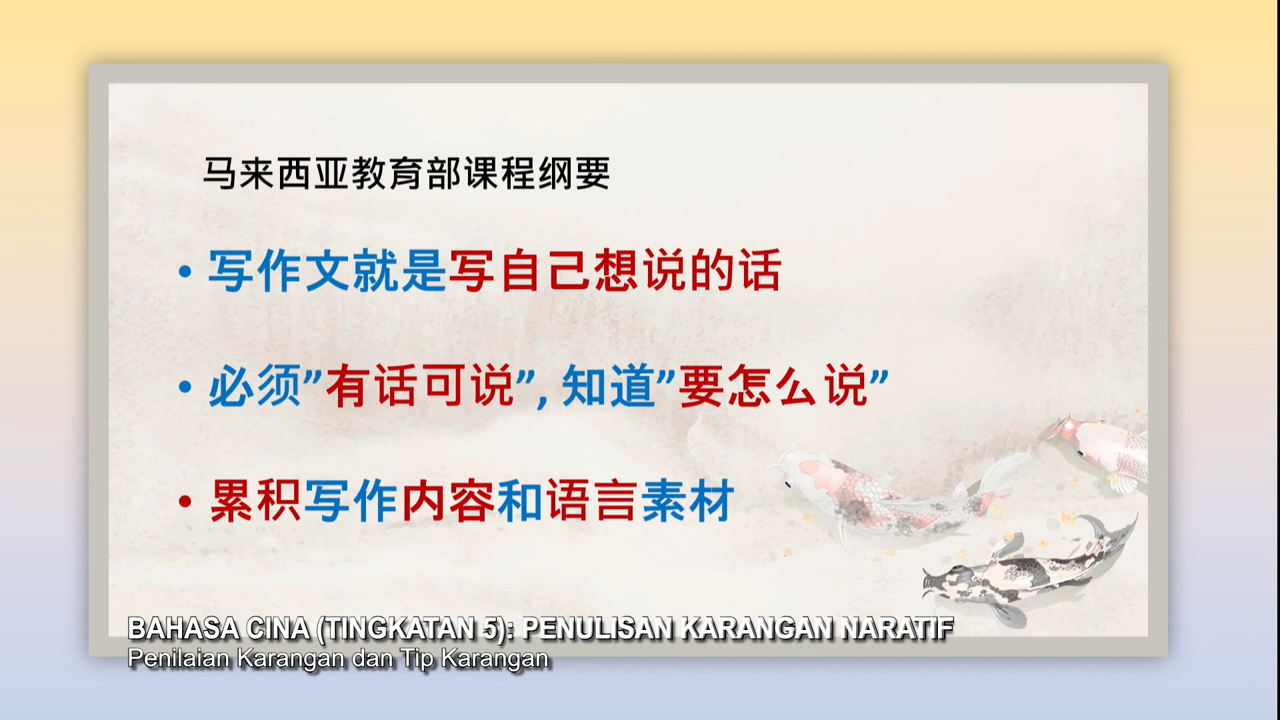 马来西亚教育部课程纲要
• 写作文就是写自己想说的话
• 必须”有话可说”, 知道”要怎么说”
• 累积写作内容和语言素材
BAHASA CINA (TINGKATAN 5): PENULISAN KARANGAN NARATIF
Penilaian Karangan dan Tip Karangan